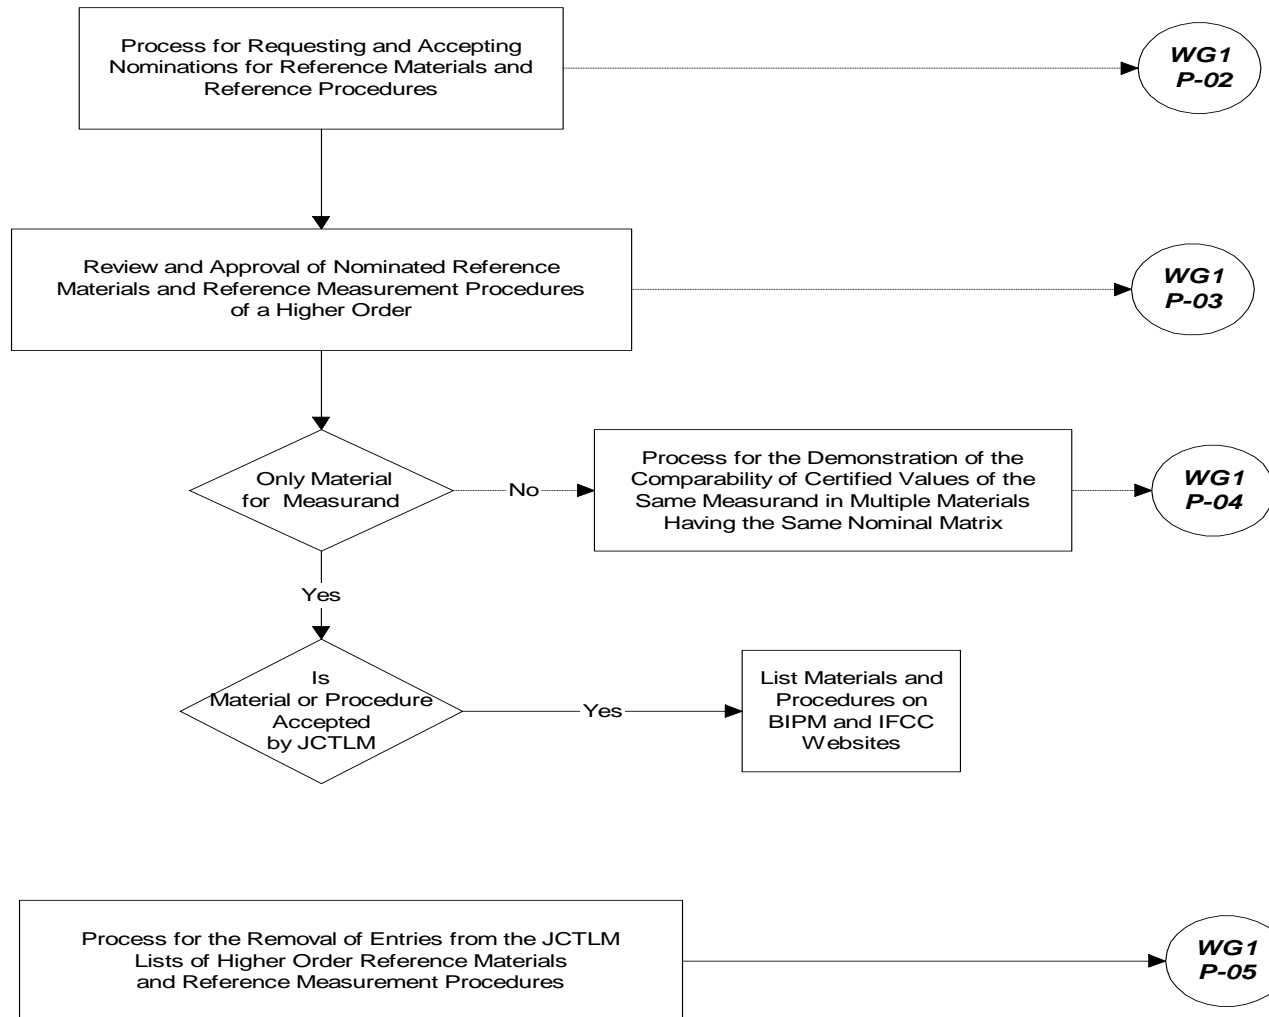 Process for Requesting and Accepting
Nominations for Reference Materials and
Reference Procedures
WG1
P-02
Review and Approval of Nominated Reference
Materials and Reference Measurement Procedures
of a Higher Order
WG1
P-03
Only Material
for Measurand
No
Process for the Demonstration of the
Comparability of Certified Values of the
Same Measurand in Multiple Materials
Having the Same Nominal Matrix
WG1
P-04
Yes
Is
Material or Procedure
Accepted
by JCTLM
Yes
List Materials and
Procedures on
BIPM and IFCC
Websites
Process for the Removal of Entries from the JCTLM
Lists of Higher Order Reference Materials
and Reference Measurement Procedures
WG1
P-05